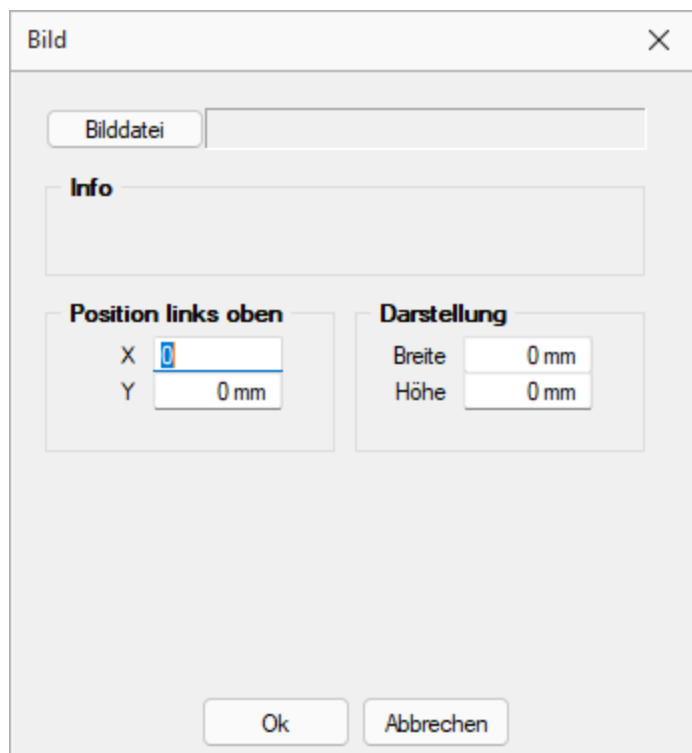 Bild
Bilddatei
Info
Position links oben
X 0
Y 0 mm
Darstellung
Breite 0 mm
Höhe 0 mm
Ok Abbrechen